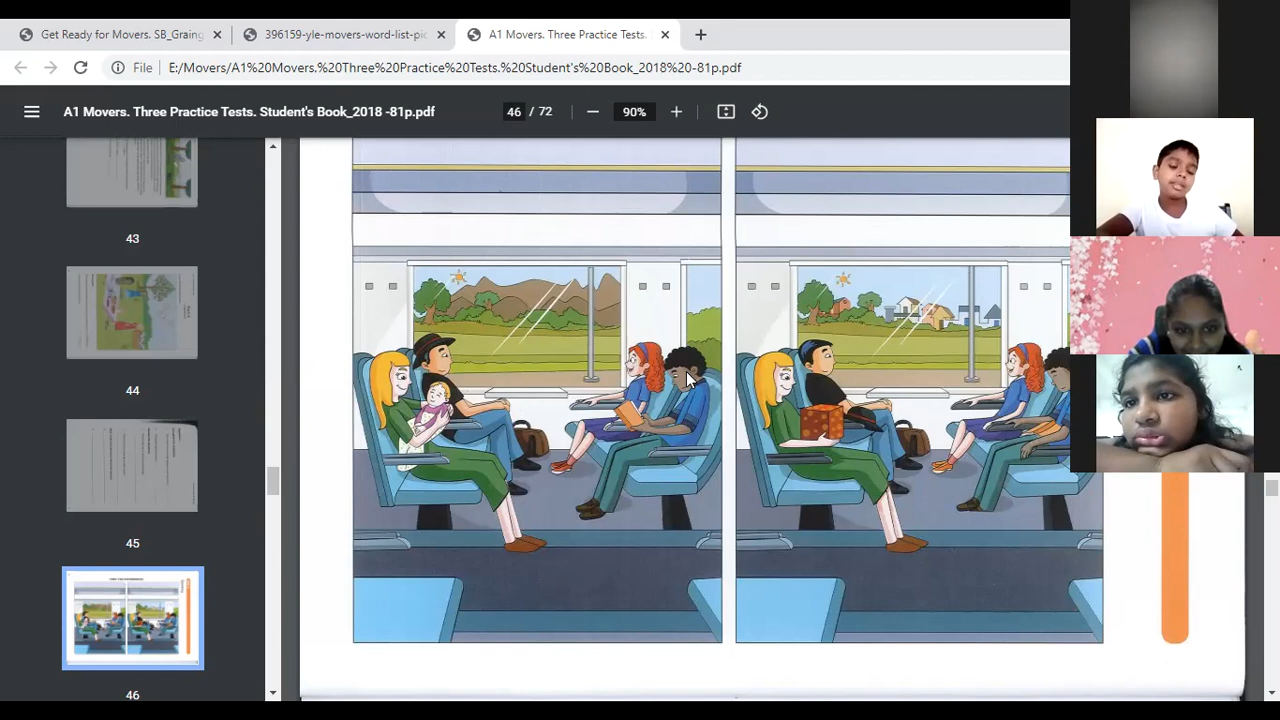 Get Ready for Movers. SB_Graing
396159-yle-movers-word-list-pic
A1 Movers. Three Practice Tests.
File E:/Movers/A1%20Movers.%20Three%20Practice%20Tests.%20Student's%20Book_2018%20-81p.pdf
A1 Movers. Three Practice Tests. Student's Book_2018 -81p.pdf
46 / 72
90%
43
44
45
46